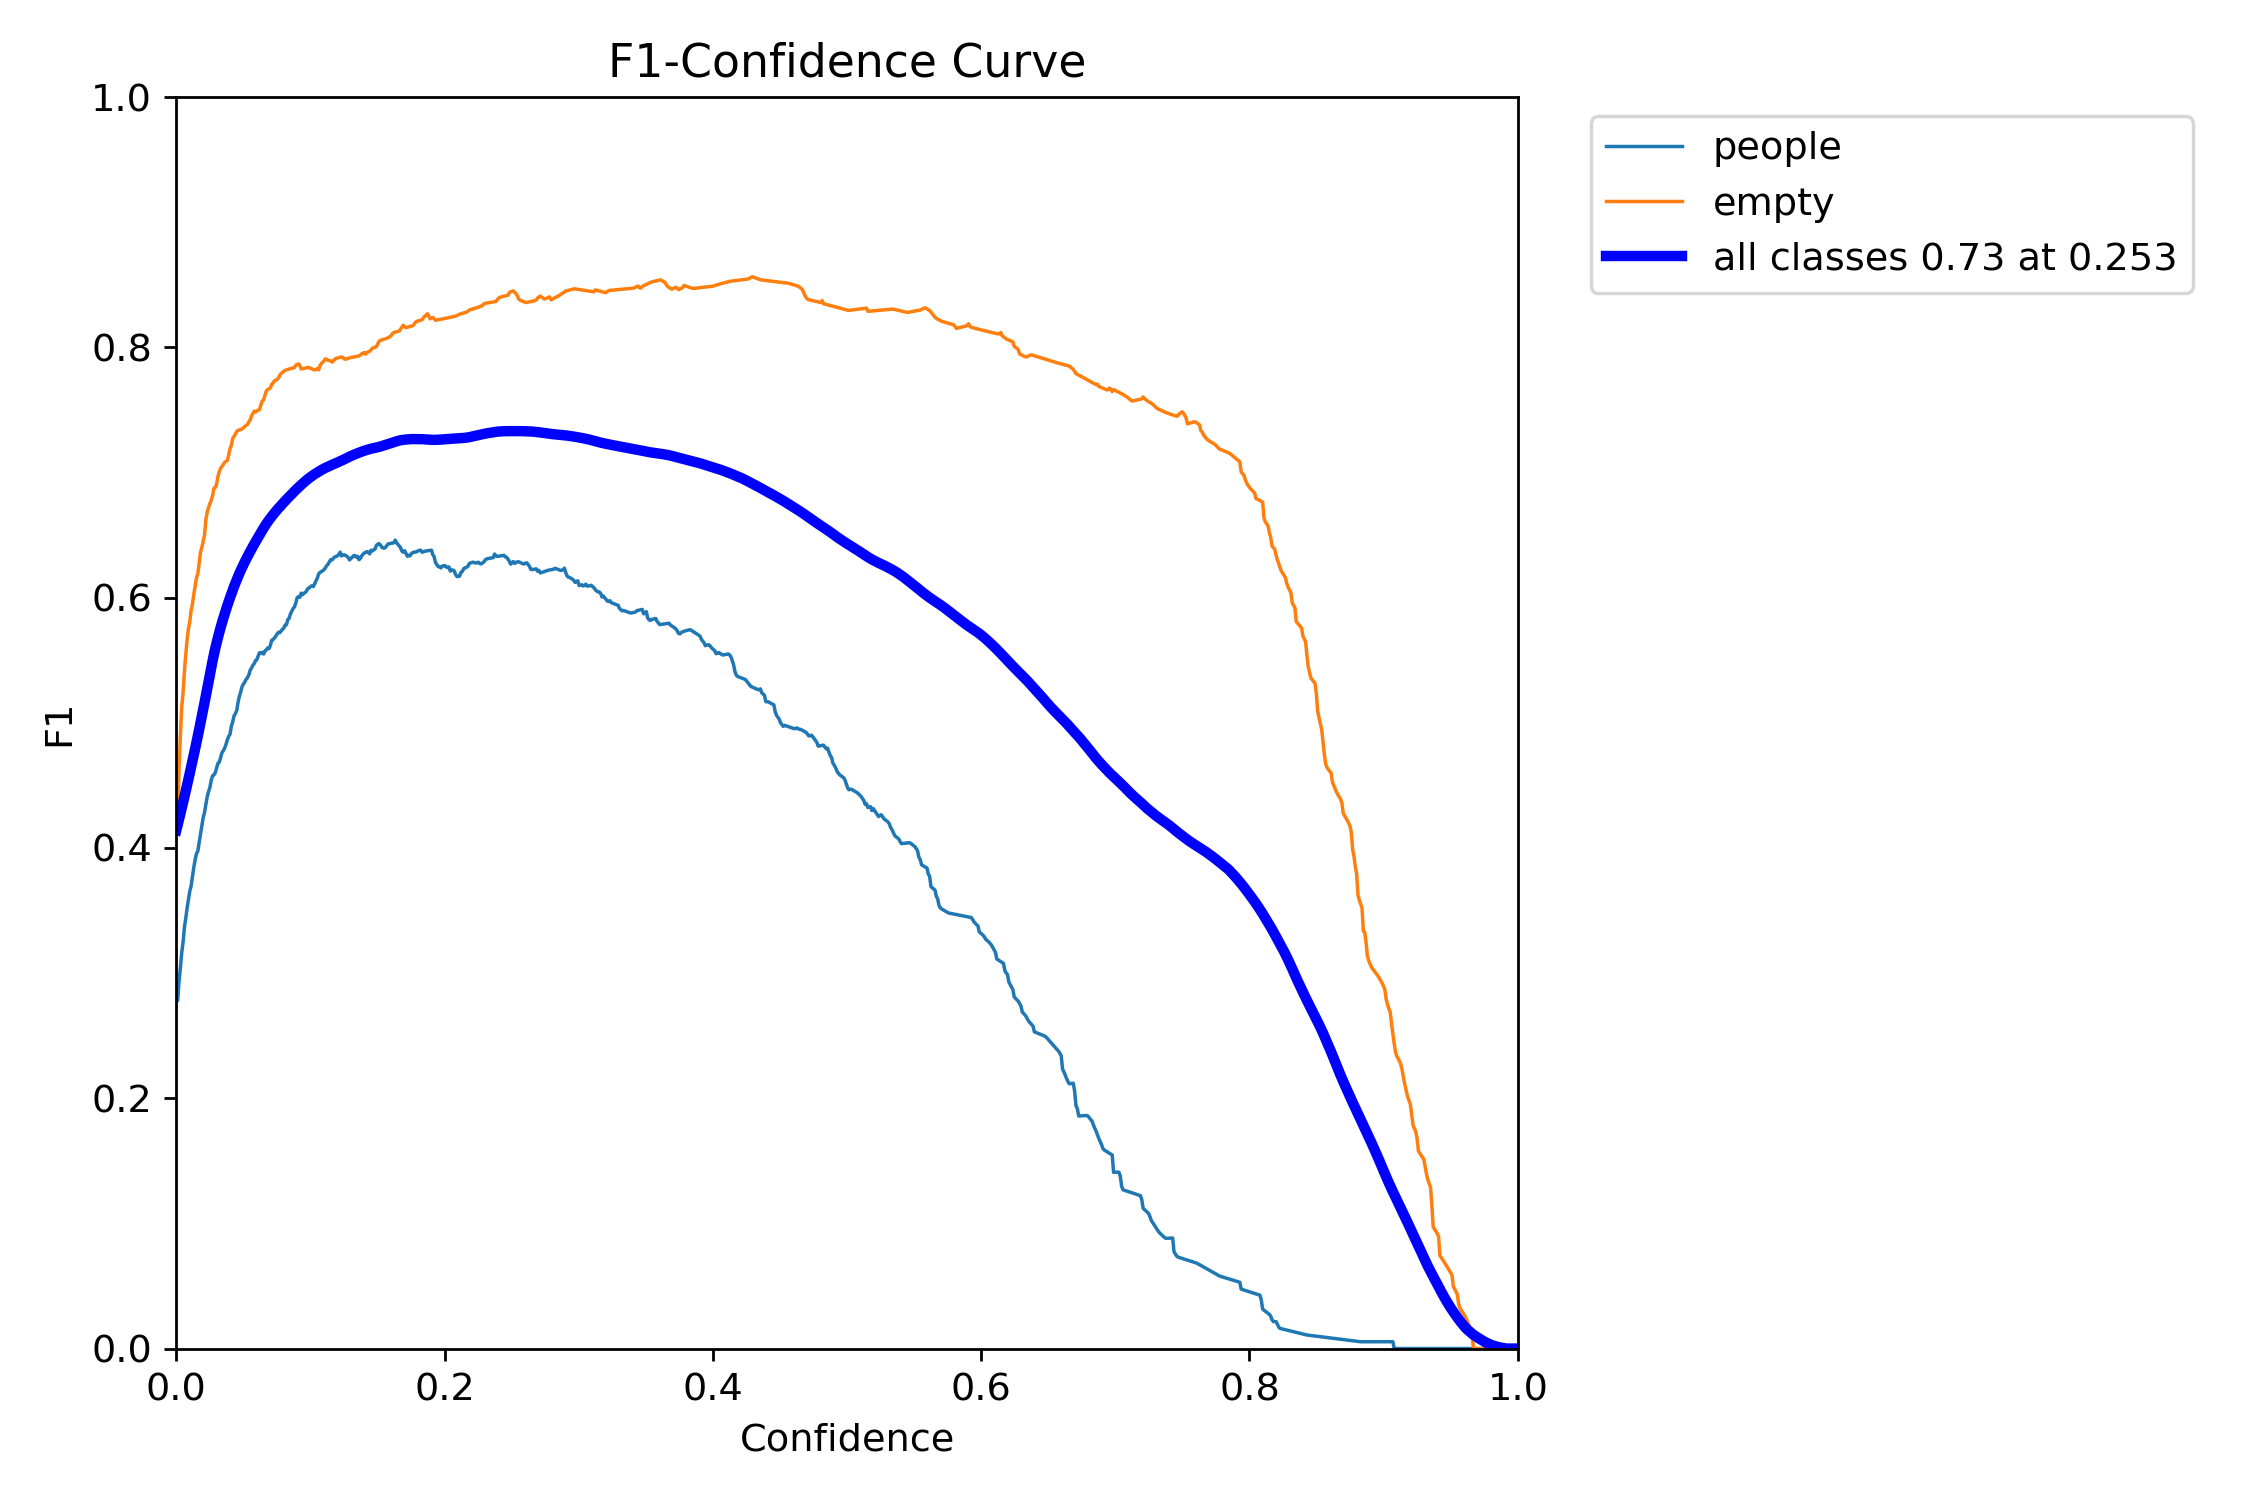 F1-Confidence Curve
1.0
0.8
0.6
0.4
0.2
0.0
F1
0.0 0.2 0.4 0.6 0.8 1.0
Confidence
people
empty
all classes 0.73 at 0.253